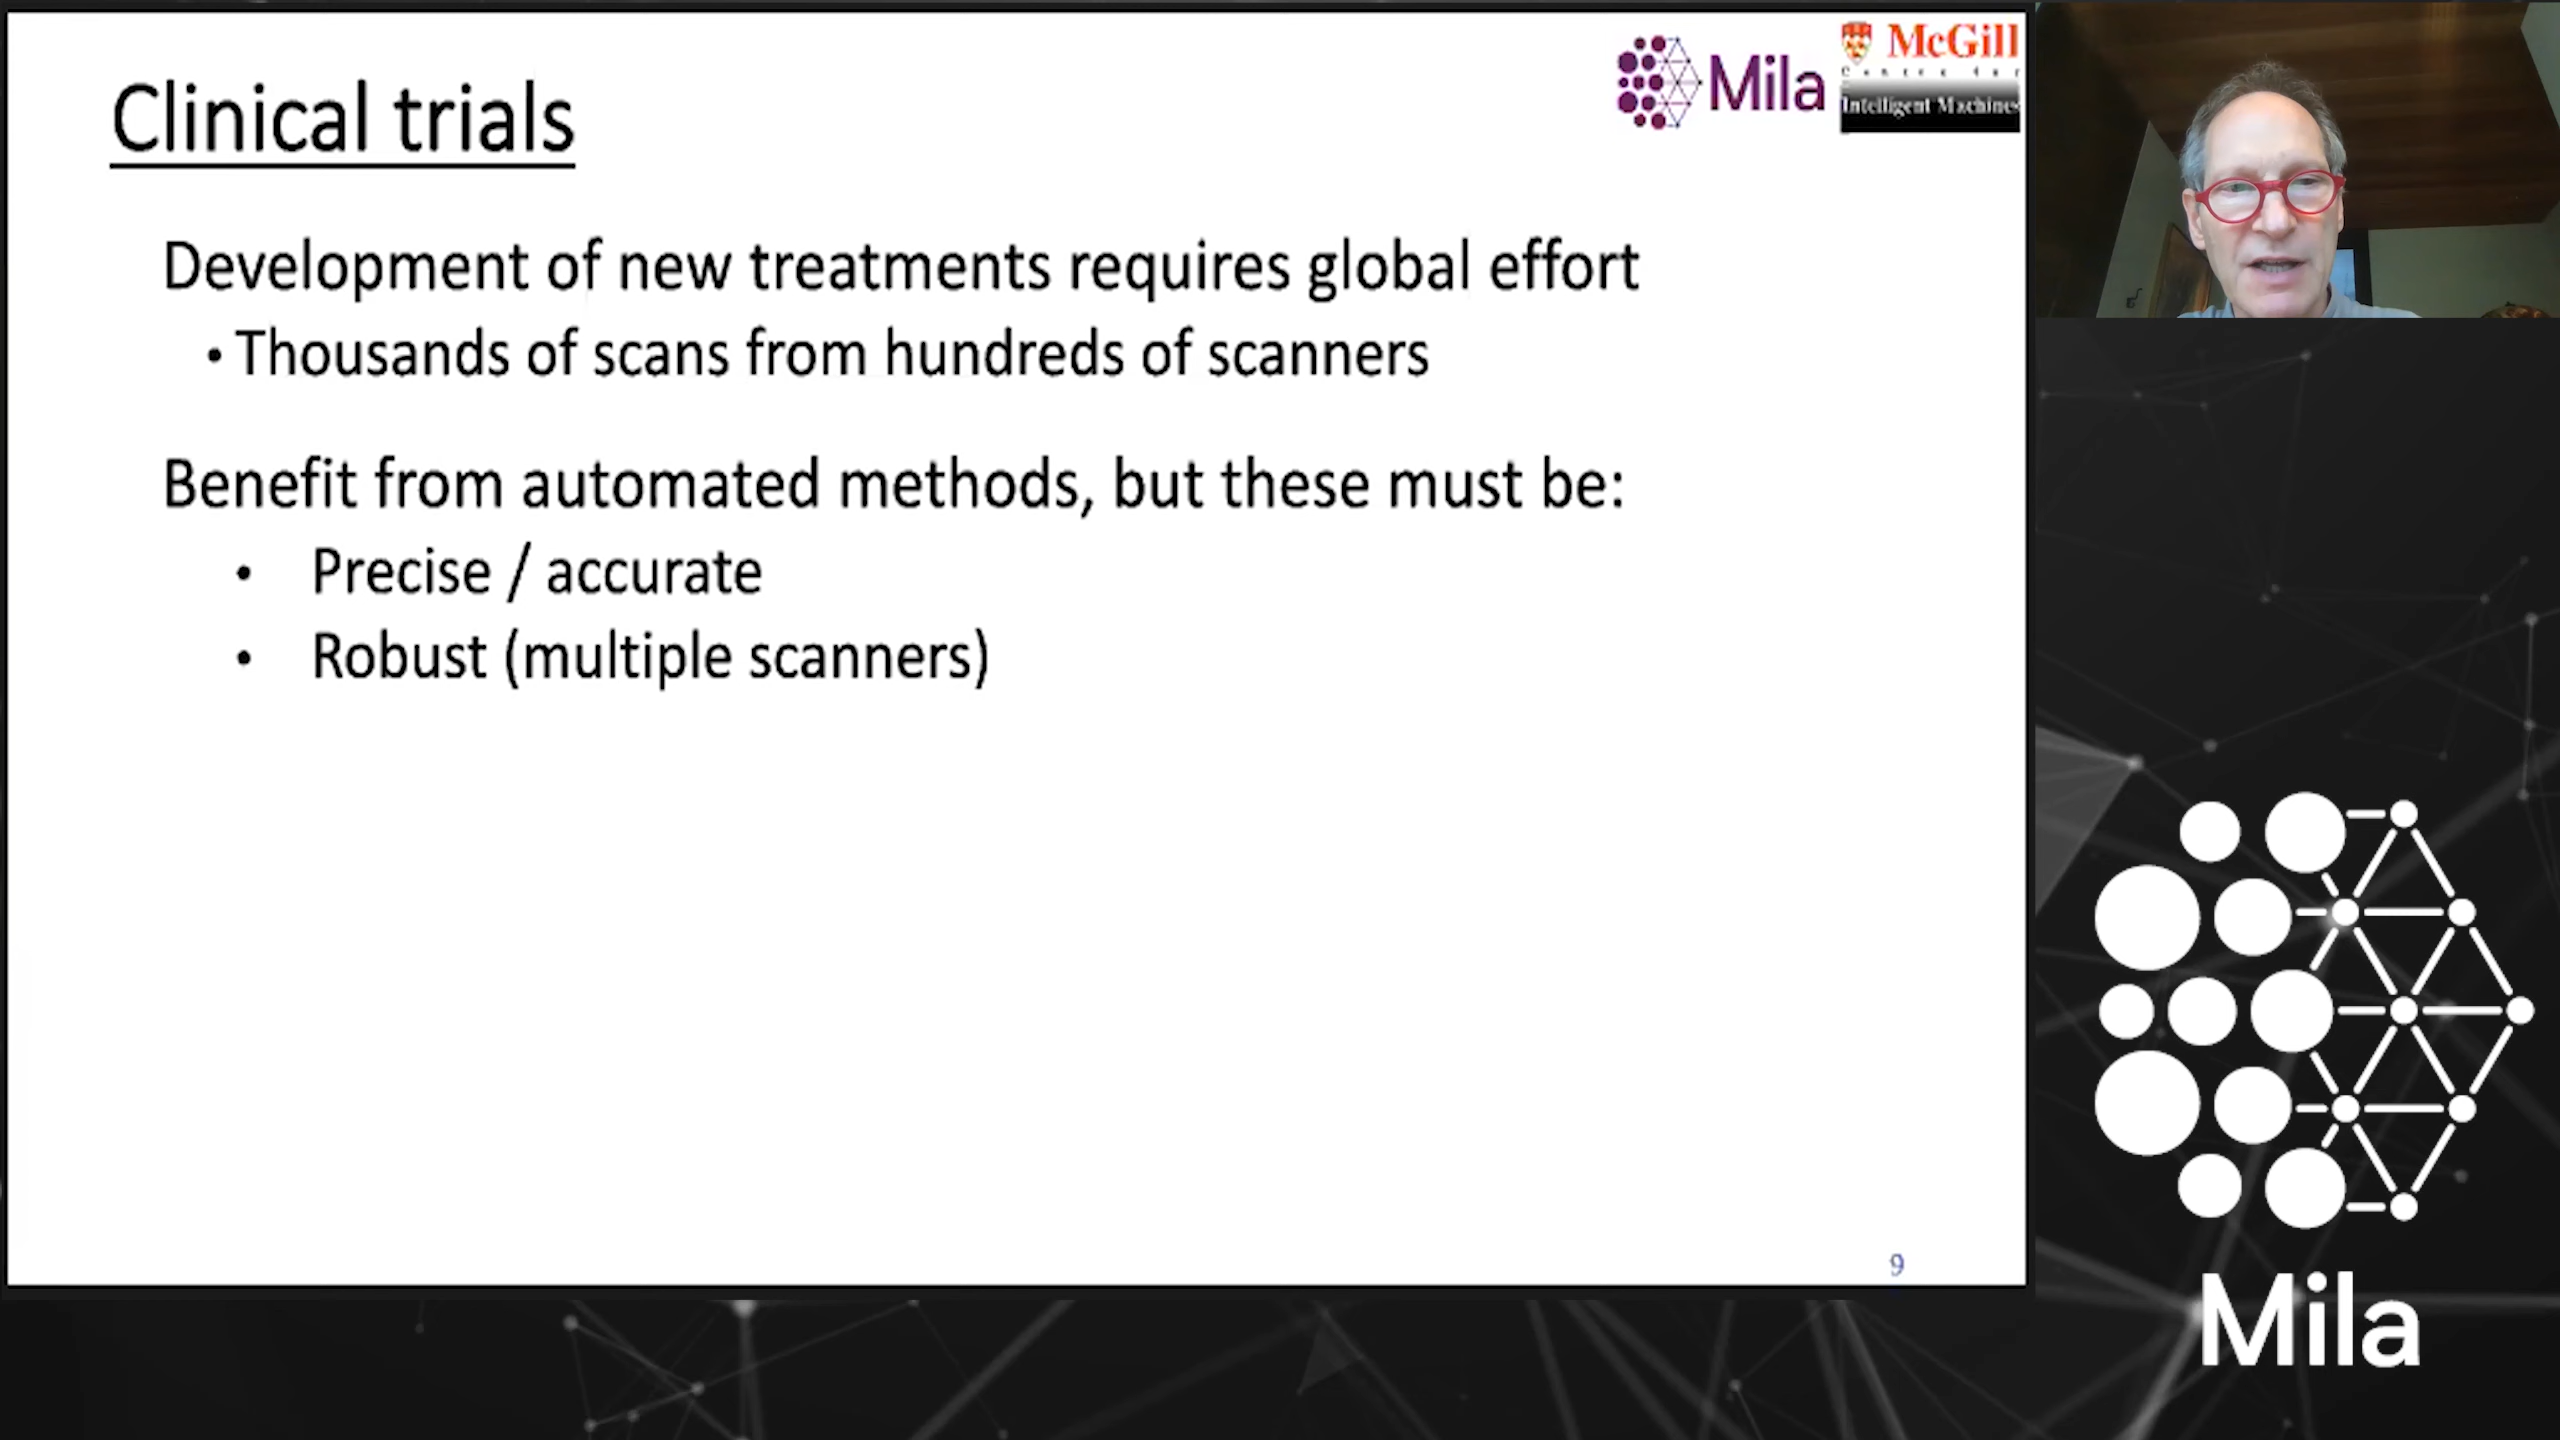 Clinical trials
Mila
McGill
Centre for
Intelligent Machines
Development of new treatments requires global effort
• Thousands of scans from hundreds of scanners
Benefit from automated methods, but these must be:
• Precise / accurate
• Robust (multiple scanners)
9
Mila